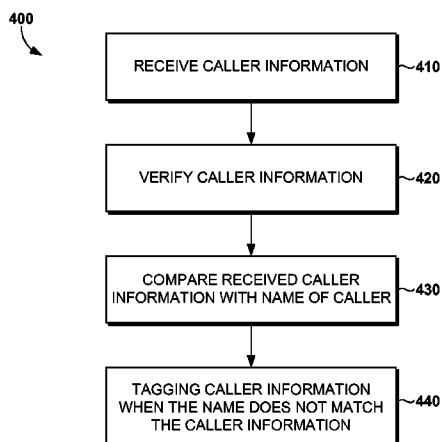 400
RECEIVE CALLER INFORMATION
410
VERIFY CALLER INFORMATION
420
COMPARE RECEIVED CALLER
INFORMATION WITH NAME OF CALLER
430
TAGGING CALLER INFORMATION
WHEN THE NAME DOES NOT MATCH
THE CALLER INFORMATION
440